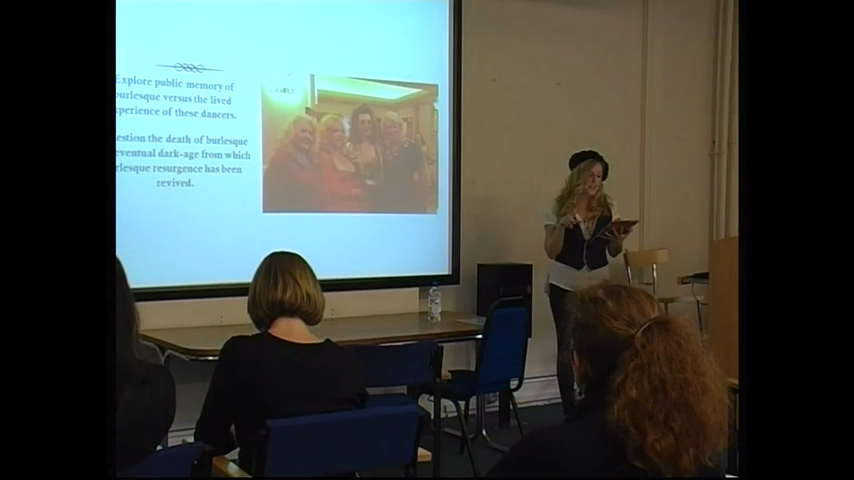 Explore public memory of
burlesque versus the lived
xperience of these dancers.
estion the death of burlesque
eventual dark-age from which
rlesque resurgence has been
revived.